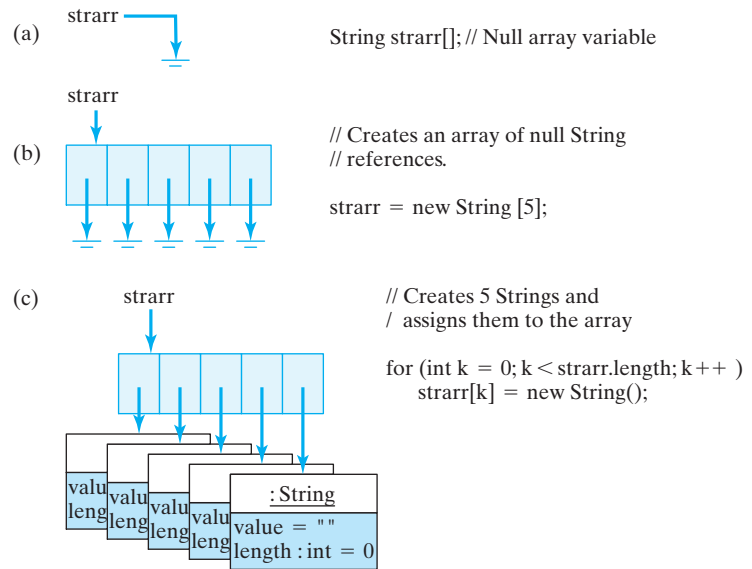 (a)
strarr
String strarr[]; // Null array variable
strarr
(b)
// Creates an array of null String
// references.
strarr = new String [5];
(c)
strarr
// Creates 5 Strings and
/ assigns them to the array
for (int k = 0; k < strarr.length; k++ )
strarr[k] = new String();
valu
leng
valu
leng
valu
leng
valu
leng
: String
value = ""
length : int = 0